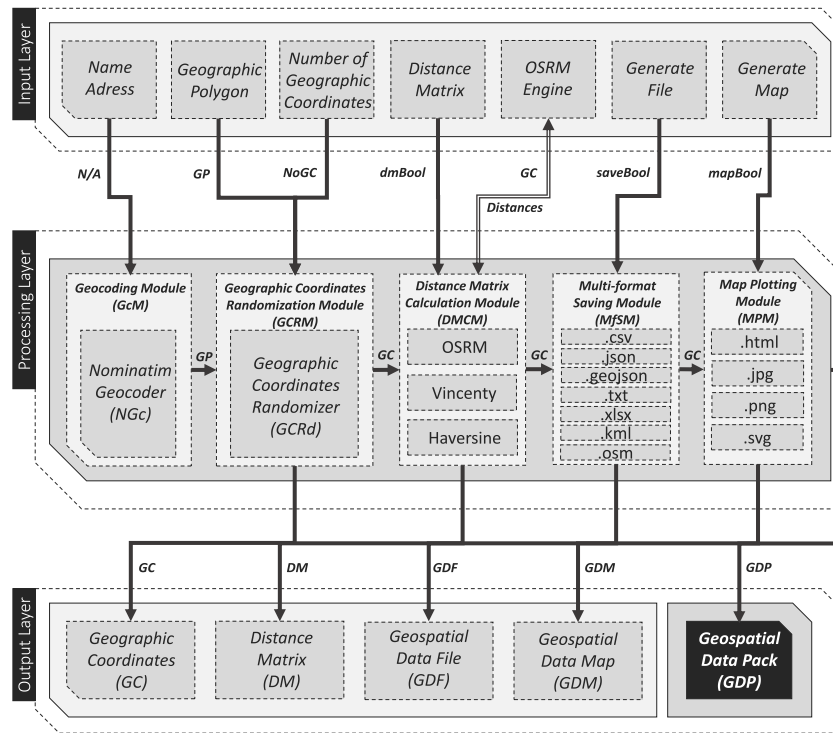 Input Layer
Name
Adress
Geographic
Polygon
Number of
Geographic
Coordinates
Distance
Matrix
OSRM
Engine
Generate
File
Generate
Map
N/A
GP
NoGC
dmBool
GC
Distances
saveBool
mapBool
Processing Layer
Geocoding Module
(GcM)
Nominatim
Geocoder
(NGc)
GP
Geographic Coordinates
Randomization Module
(GCRM)
Geographic
Coordinates
Randomizer
(GCRd)
GC
Distance Matrix
Calculation Module
(DMCM)
OSRM
Vincenty
Haversine
GC
Multi-format
Saving Module
(MfSM)
.csv
.json
.geojson
.txt
.xlsx
.kml
.osm
GC
Map Plotting
Module
(MPM)
.html
.jpg
.png
.svg
GC
DM
GDF
GDM
GDP
Output Layer
Geographic
Coordinates
(GC)
Distance
Matrix
(DM)
Geospatial
Data File
(GDF)
Geospatial
Data Map
(GDM)
Geospatial
Data Pack
(GDP)